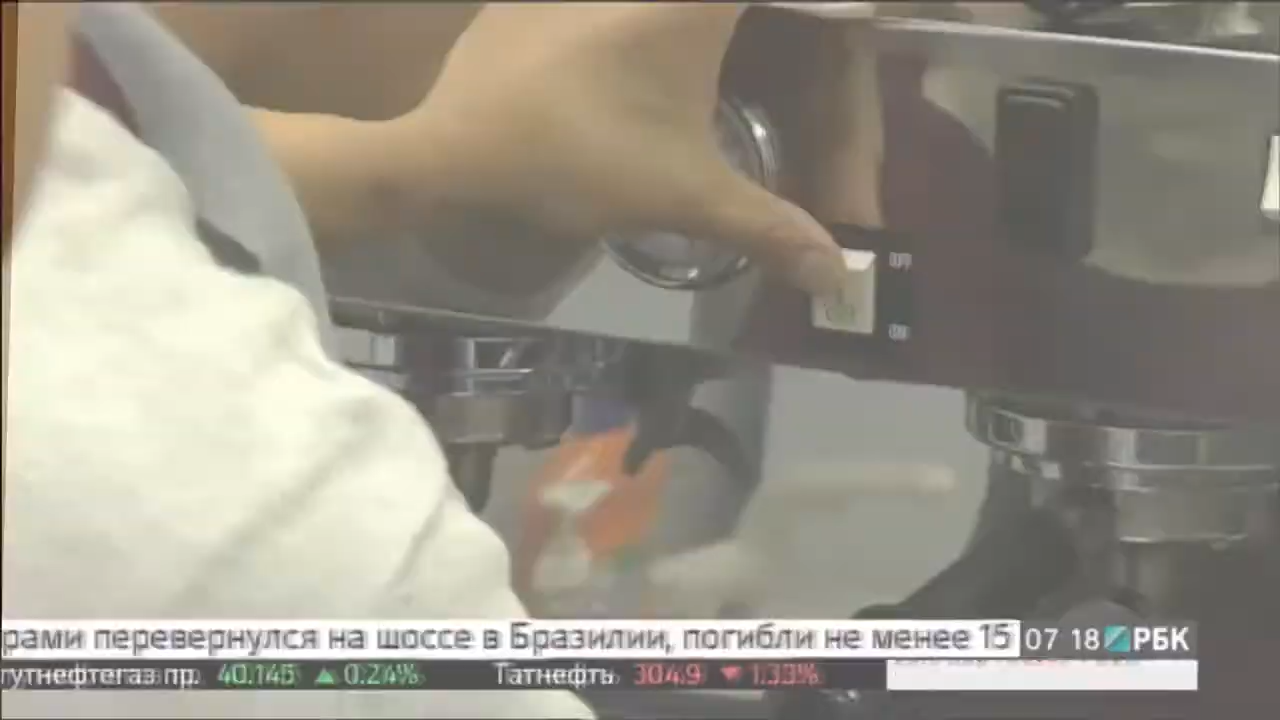 рами перевернулся на шоссе в Бразилии, погибли не менее 15 07 18 РБК
гутнефтегаз пр. 40.145 ▲ 0.24% Татнефть 304.9 ▼ 1.33%